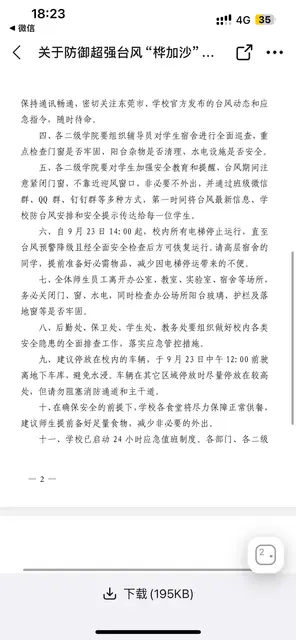 18:23
4G 35
微信
关于防御超强台风“桦加沙”...
保持通讯畅通，密切关注东莞市、学校官方发布的台风动态和应
急指令，随时待命。
四、各二级学院要组织辅导员对学生宿舍进行全面巡查，重
点检查门窗是否牢固、阳台杂物是否清理、水电设施是否安全。
五、各二级学院要对学生加强安全教育和提醒，台风期间注
意紧闭门窗，不靠近迎风窗口，非必要不外出，并通过班级微信
群、QQ 群、钉钉群等多种方式，第一时间将台风最新信息、学
校防台风安排和安全提示传达给每一位学生。
六、自 9 月 23 日 14:00 起，校内所有电梯停止运行，直至
台风预警降级且经全面安全检查后方可恢复运行。请高层宿舍的
同学，提前准备好必需物品，减少因电梯停运带来的不便。
七、全体师生员工离开办公室、教室、实验室、宿舍等场所，
务必关闭门、窗、水电，同时检查办公场所阳台玻璃、护栏及落
地窗等是否牢固。
八、后勤处、保卫处、学生处、教务处要组织做好校内各类
安全隐患的全面排查工作，落实应急管控措施。
九、建议停放在校内的车辆，于 9 月 23 日中午 12:00 前驶
离地下车库，避免水浸。车辆在其它区域停放时尽量停放在较高
处，但请勿阻塞消防通道和主干道。
十、在确保安全的前提下，学校各食堂将尽力保障正常供餐，
建议师生提前备好足量食物，减少非必要的外出。
十一、学校已启动 24 小时应急值班制度。各部门、各二级
— 2 —
2
下载 (195KB)